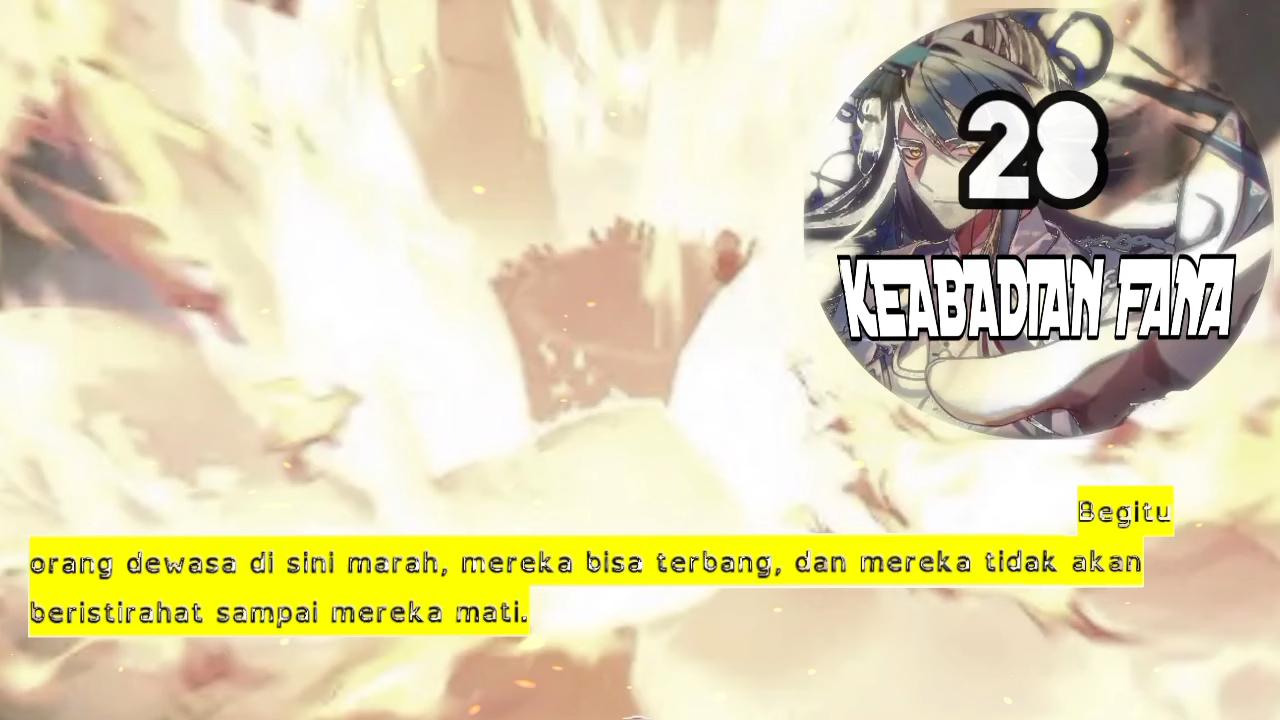 28
KEABADIAN FANA
Begitu
orang dewasa di sini marah, mereka bisa terbang, dan mereka tidak akan
beristirahat sampai mereka mati.